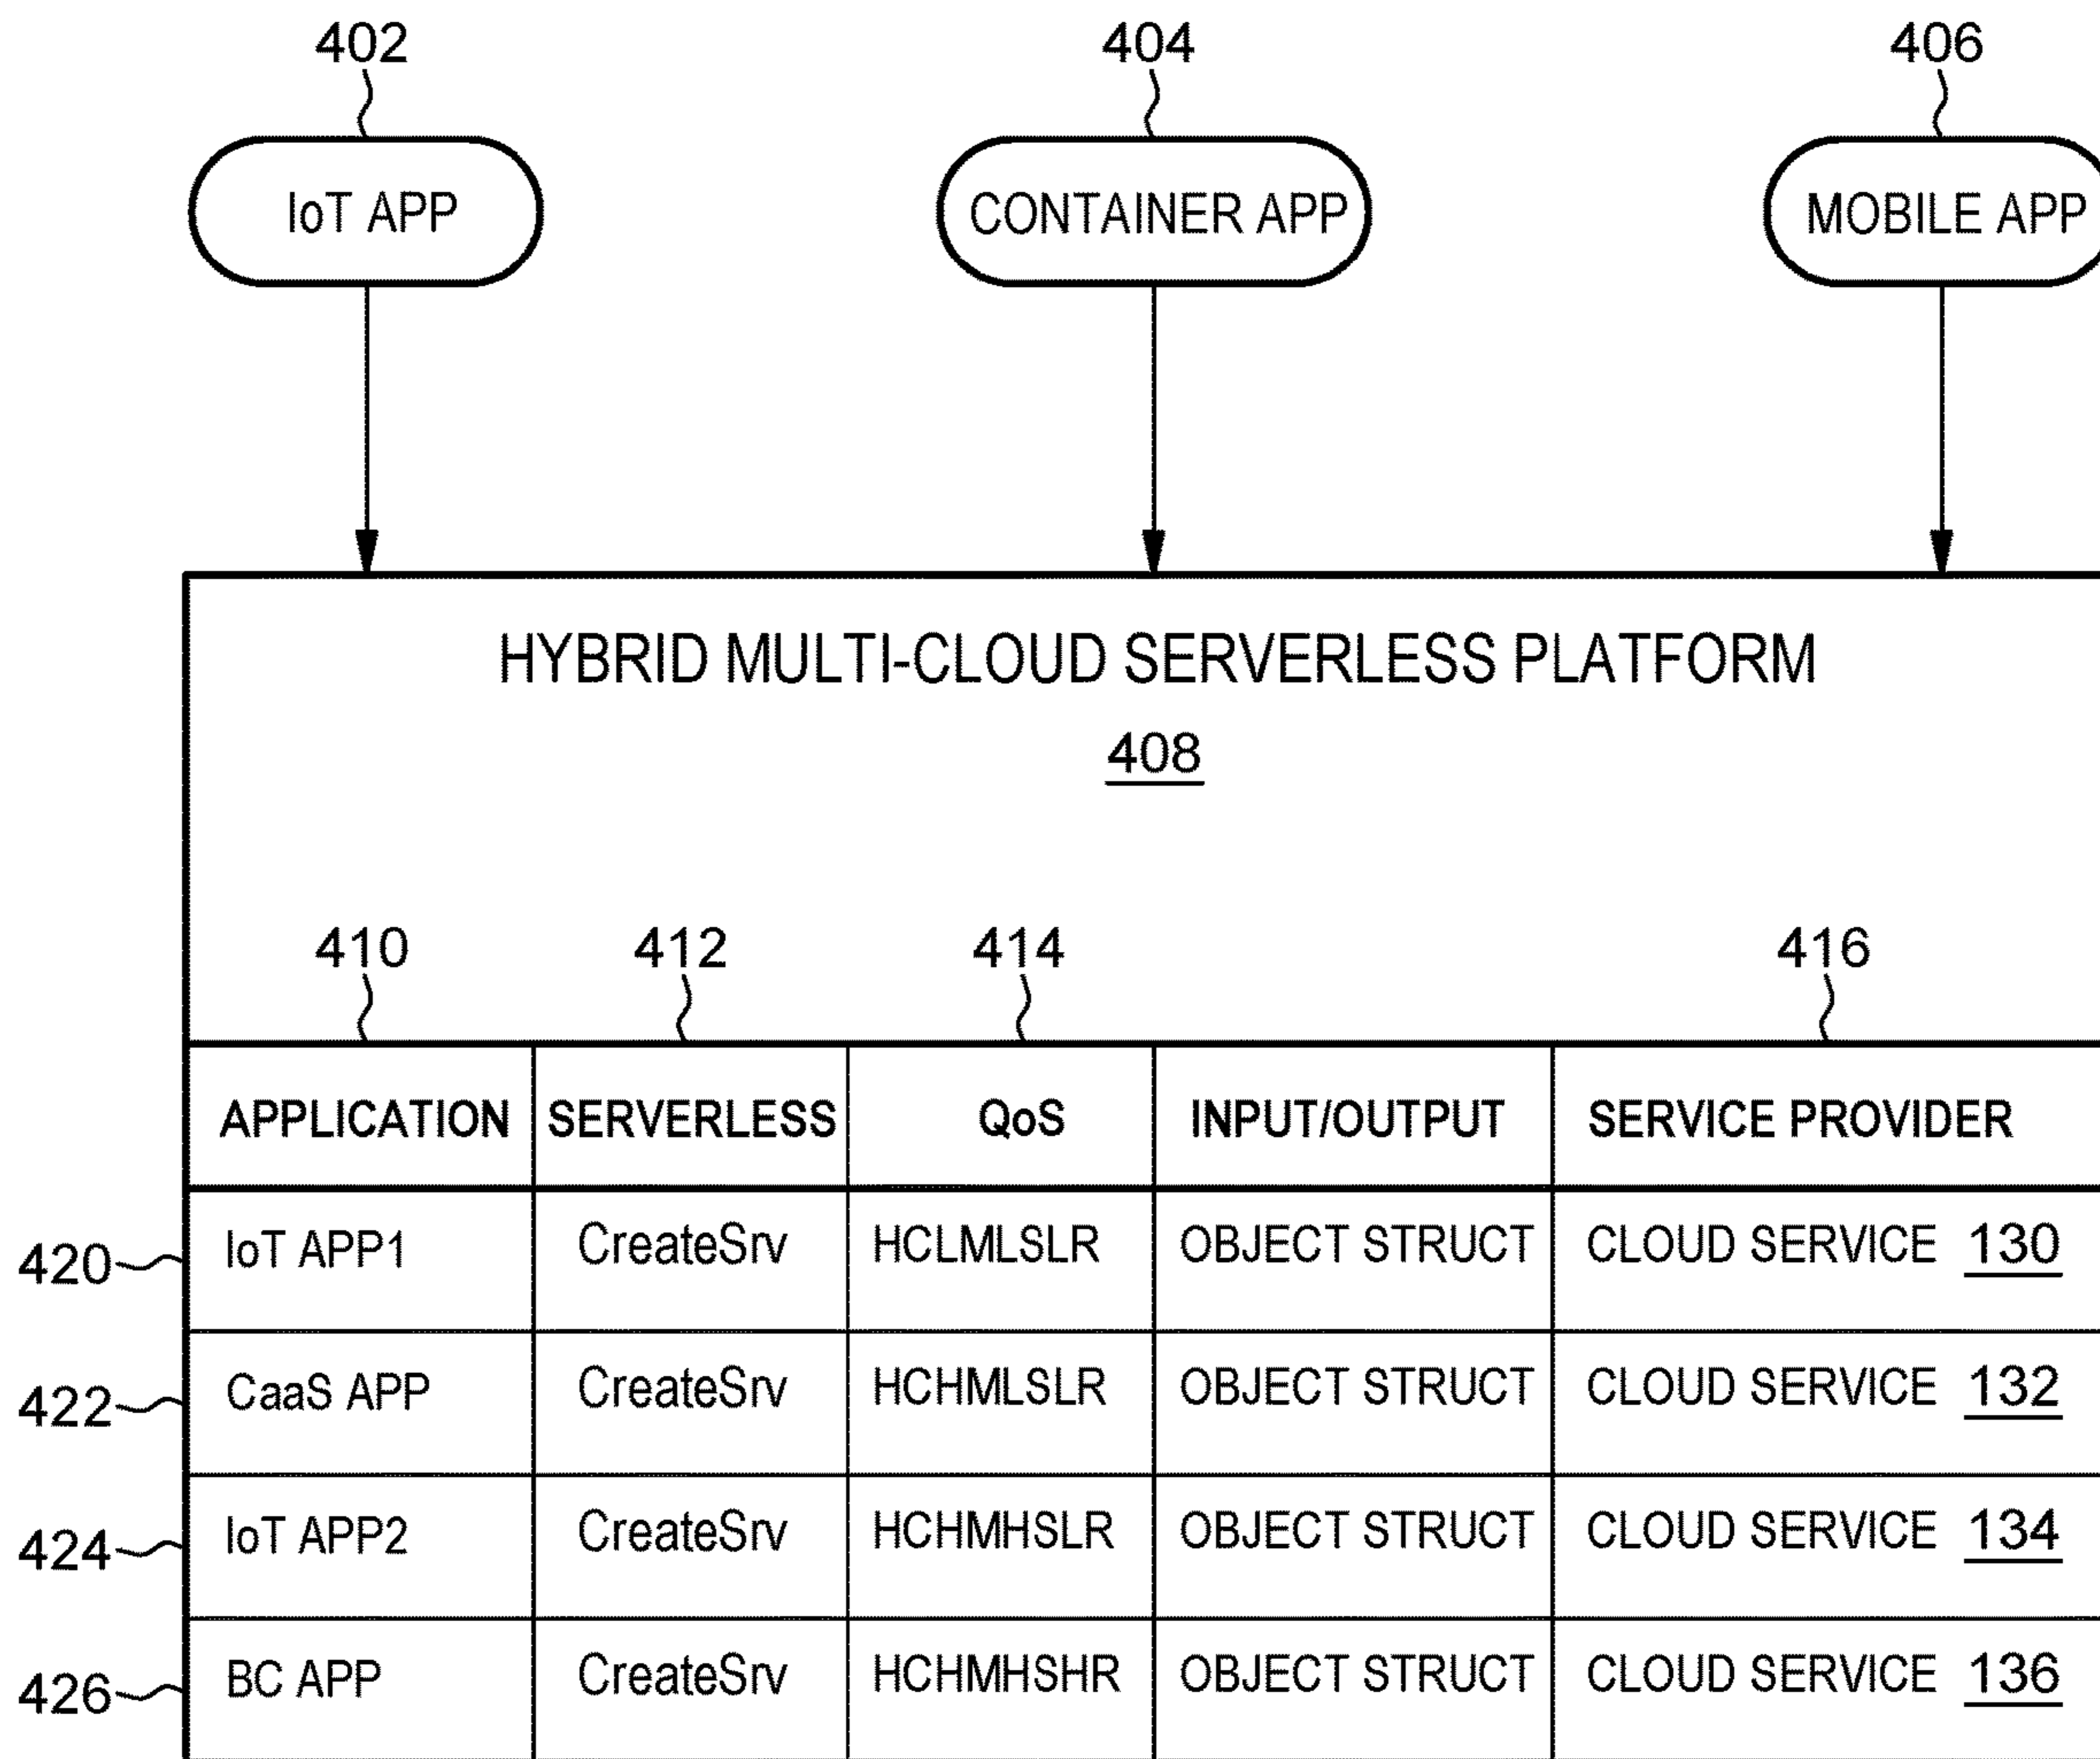 402 404 406
IoT APP CONTAINER APP MOBILE APP
HYBRID MULTI-CLOUD SERVERLESS PLATFORM
408
410 412 414 416
APPLICATION SERVERLESS QoS INPUT/OUTPUT SERVICE PROVIDER
420 IoT APP1 CreateSrv HCLMLSLR OBJECT STRUCT CLOUD SERVICE 130
422 CaaS APP CreateSrv HCHMLSLR OBJECT STRUCT CLOUD SERVICE 132
424 IoT APP2 CreateSrv HCHMHSLR OBJECT STRUCT CLOUD SERVICE 134
426 BC APP CreateSrv HCHMHSHR OBJECT STRUCT CLOUD SERVICE 136